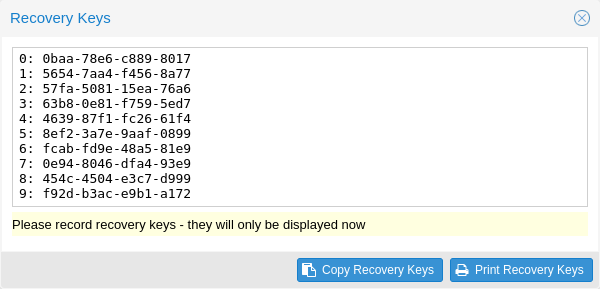 Recovery Keys
0: 0baa-78e6-c889-8017
1: 5654-7aa4-f456-8a77
2: 57fa-5081-15ea-76a6
3: 63b8-0e81-f759-5ed7
4: 4639-87f1-fc26-61f4
5: 8ef2-3a7e-9aaf-0899
6: fcab-fd9e-48a5-81e9
7: 0e94-8046-dfa4-93e9
8: 454c-4504-e3c7-d999
9: f92d-b3ac-e9b1-a172
Please record recovery keys - they will only be displayed now
Copy Recovery Keys
Print Recovery Keys